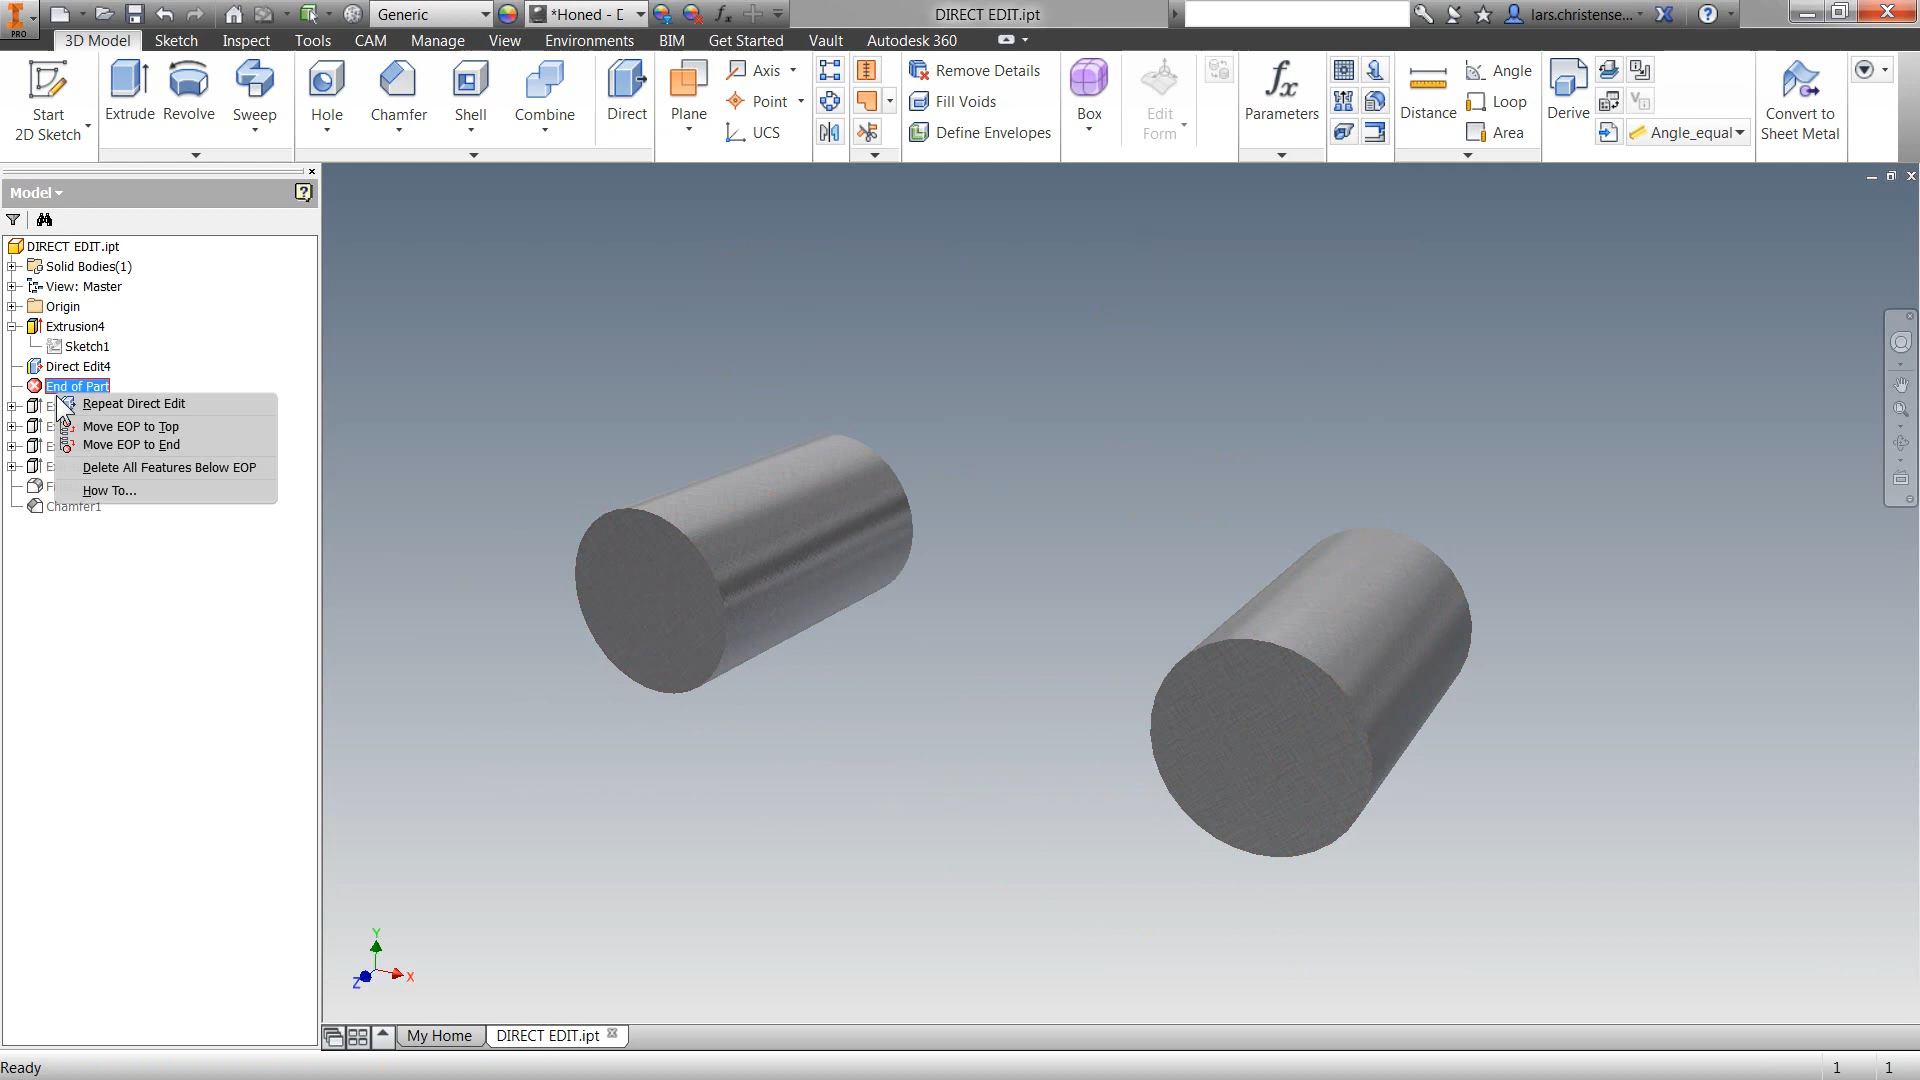 PRO
Generic
*Honed - D
DIRECT EDIT.ipt
lars.christense...
3D Model Sketch Inspect Tools CAM Manage View Environments BIM Get Started Vault Autodesk 360
Start
2D Sketch
Extrude
Revolve
Sweep
Hole
Chamfer
Shell
Combine
Direct
Plane
Axis
Point
UCS
Remove Details
Fill Voids
Define Envelopes
Box
Edit
Form
fx
Parameters
Distance
Angle
Loop
Area
Derive
Angle_equal
Convert to
Sheet Metal
Model
DIRECT EDIT.ipt
Solid Bodies(1)
View: Master
Origin
Extrusion4
Sketch1
Direct Edit4
End of Part
Chamfer1
Repeat Direct Edit
Move EOP to Top
Move EOP to End
Delete All Features Below EOP
How To...
Y
X
Z
My Home
DIRECT EDIT.ipt
Ready
1 1